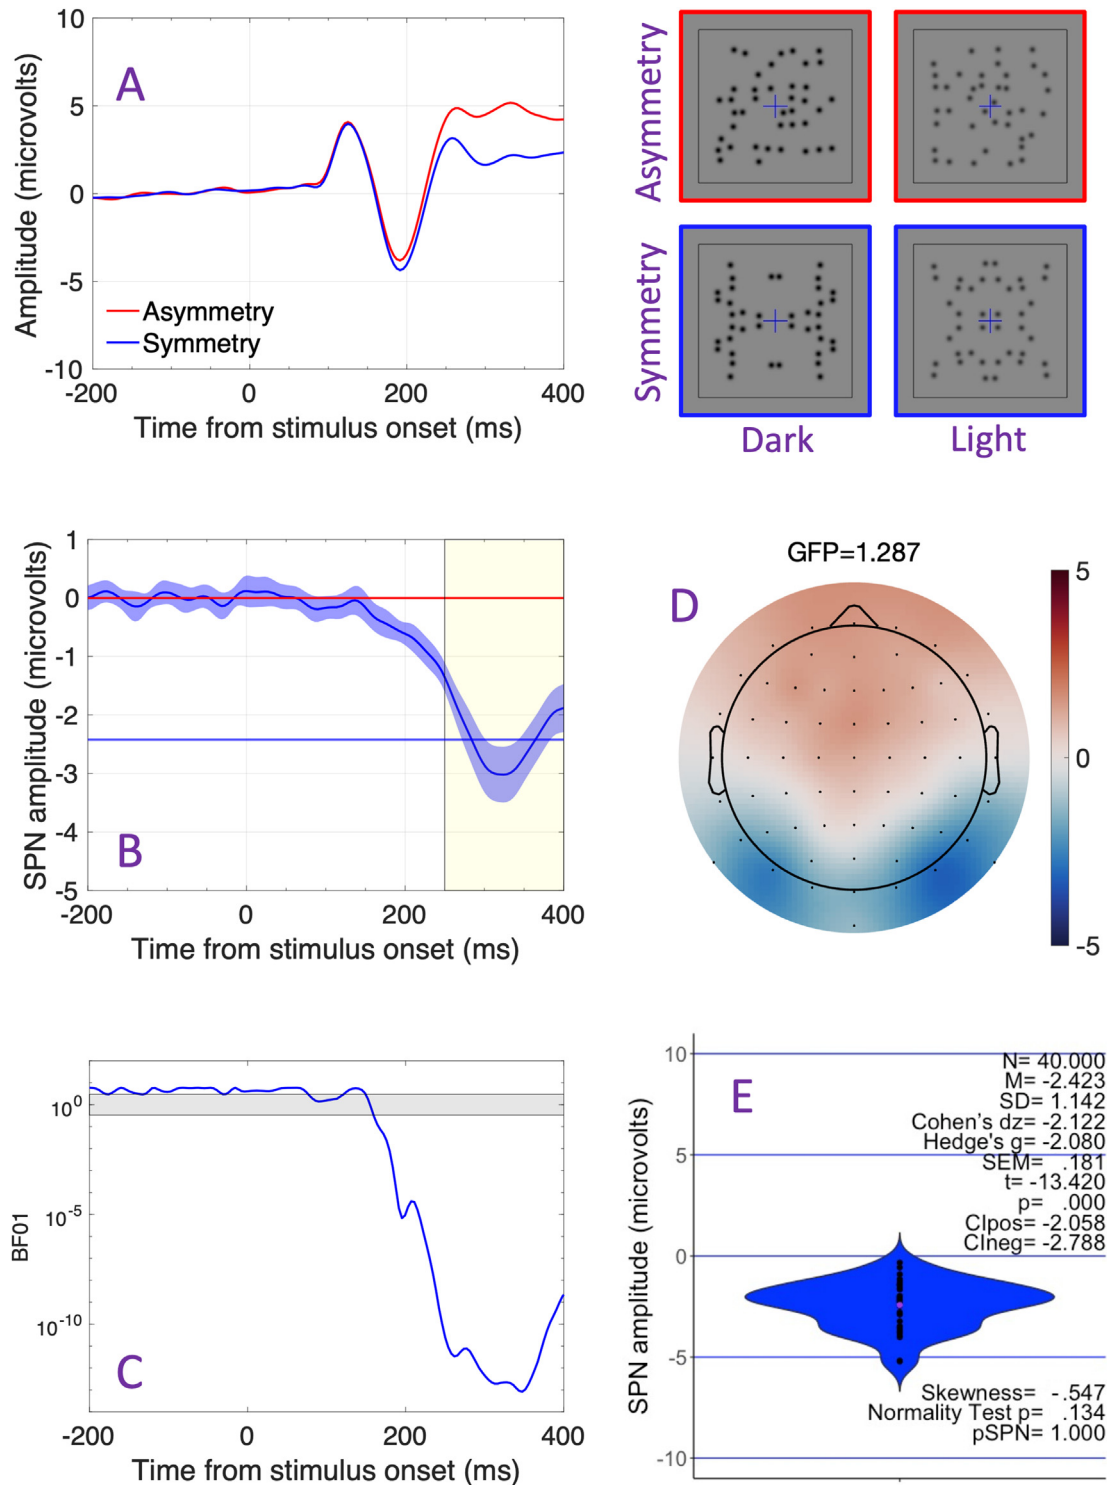 A
10
5
0
-5
-10
Amplitude (microvolts)
Asymmetry
Symmetry
-200
0
200
400
Time from stimulus onset (ms)
Asymmetry
Symmetry
Dark
Light
B
1
0
-1
-2
-3
-4
-5
SPN amplitude (microvolts)
-200
0
200
400
Time from stimulus onset (ms)
D
GFP=1.287
5
0
-5
C
10^0
10^-5
10^-10
BF01
-200
0
200
400
Time from stimulus onset (ms)
E
10
5
0
-5
-10
SPN amplitude (microvolts)
N= 40.000
M= -2.423
SD= 1.142
Cohen's dz= -2.122
Hedge's g= -2.080
SEM= .181
t= -13.420
p= .000
CIpos= -2.058
CIneg= -2.788
Skewness= -.547
Normality Test p= .134
pSPN= 1.000